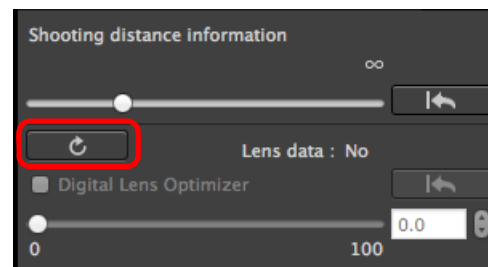 Shooting distance information
∞
Lens data : No
Digital Lens Optimizer
0.0
0 100